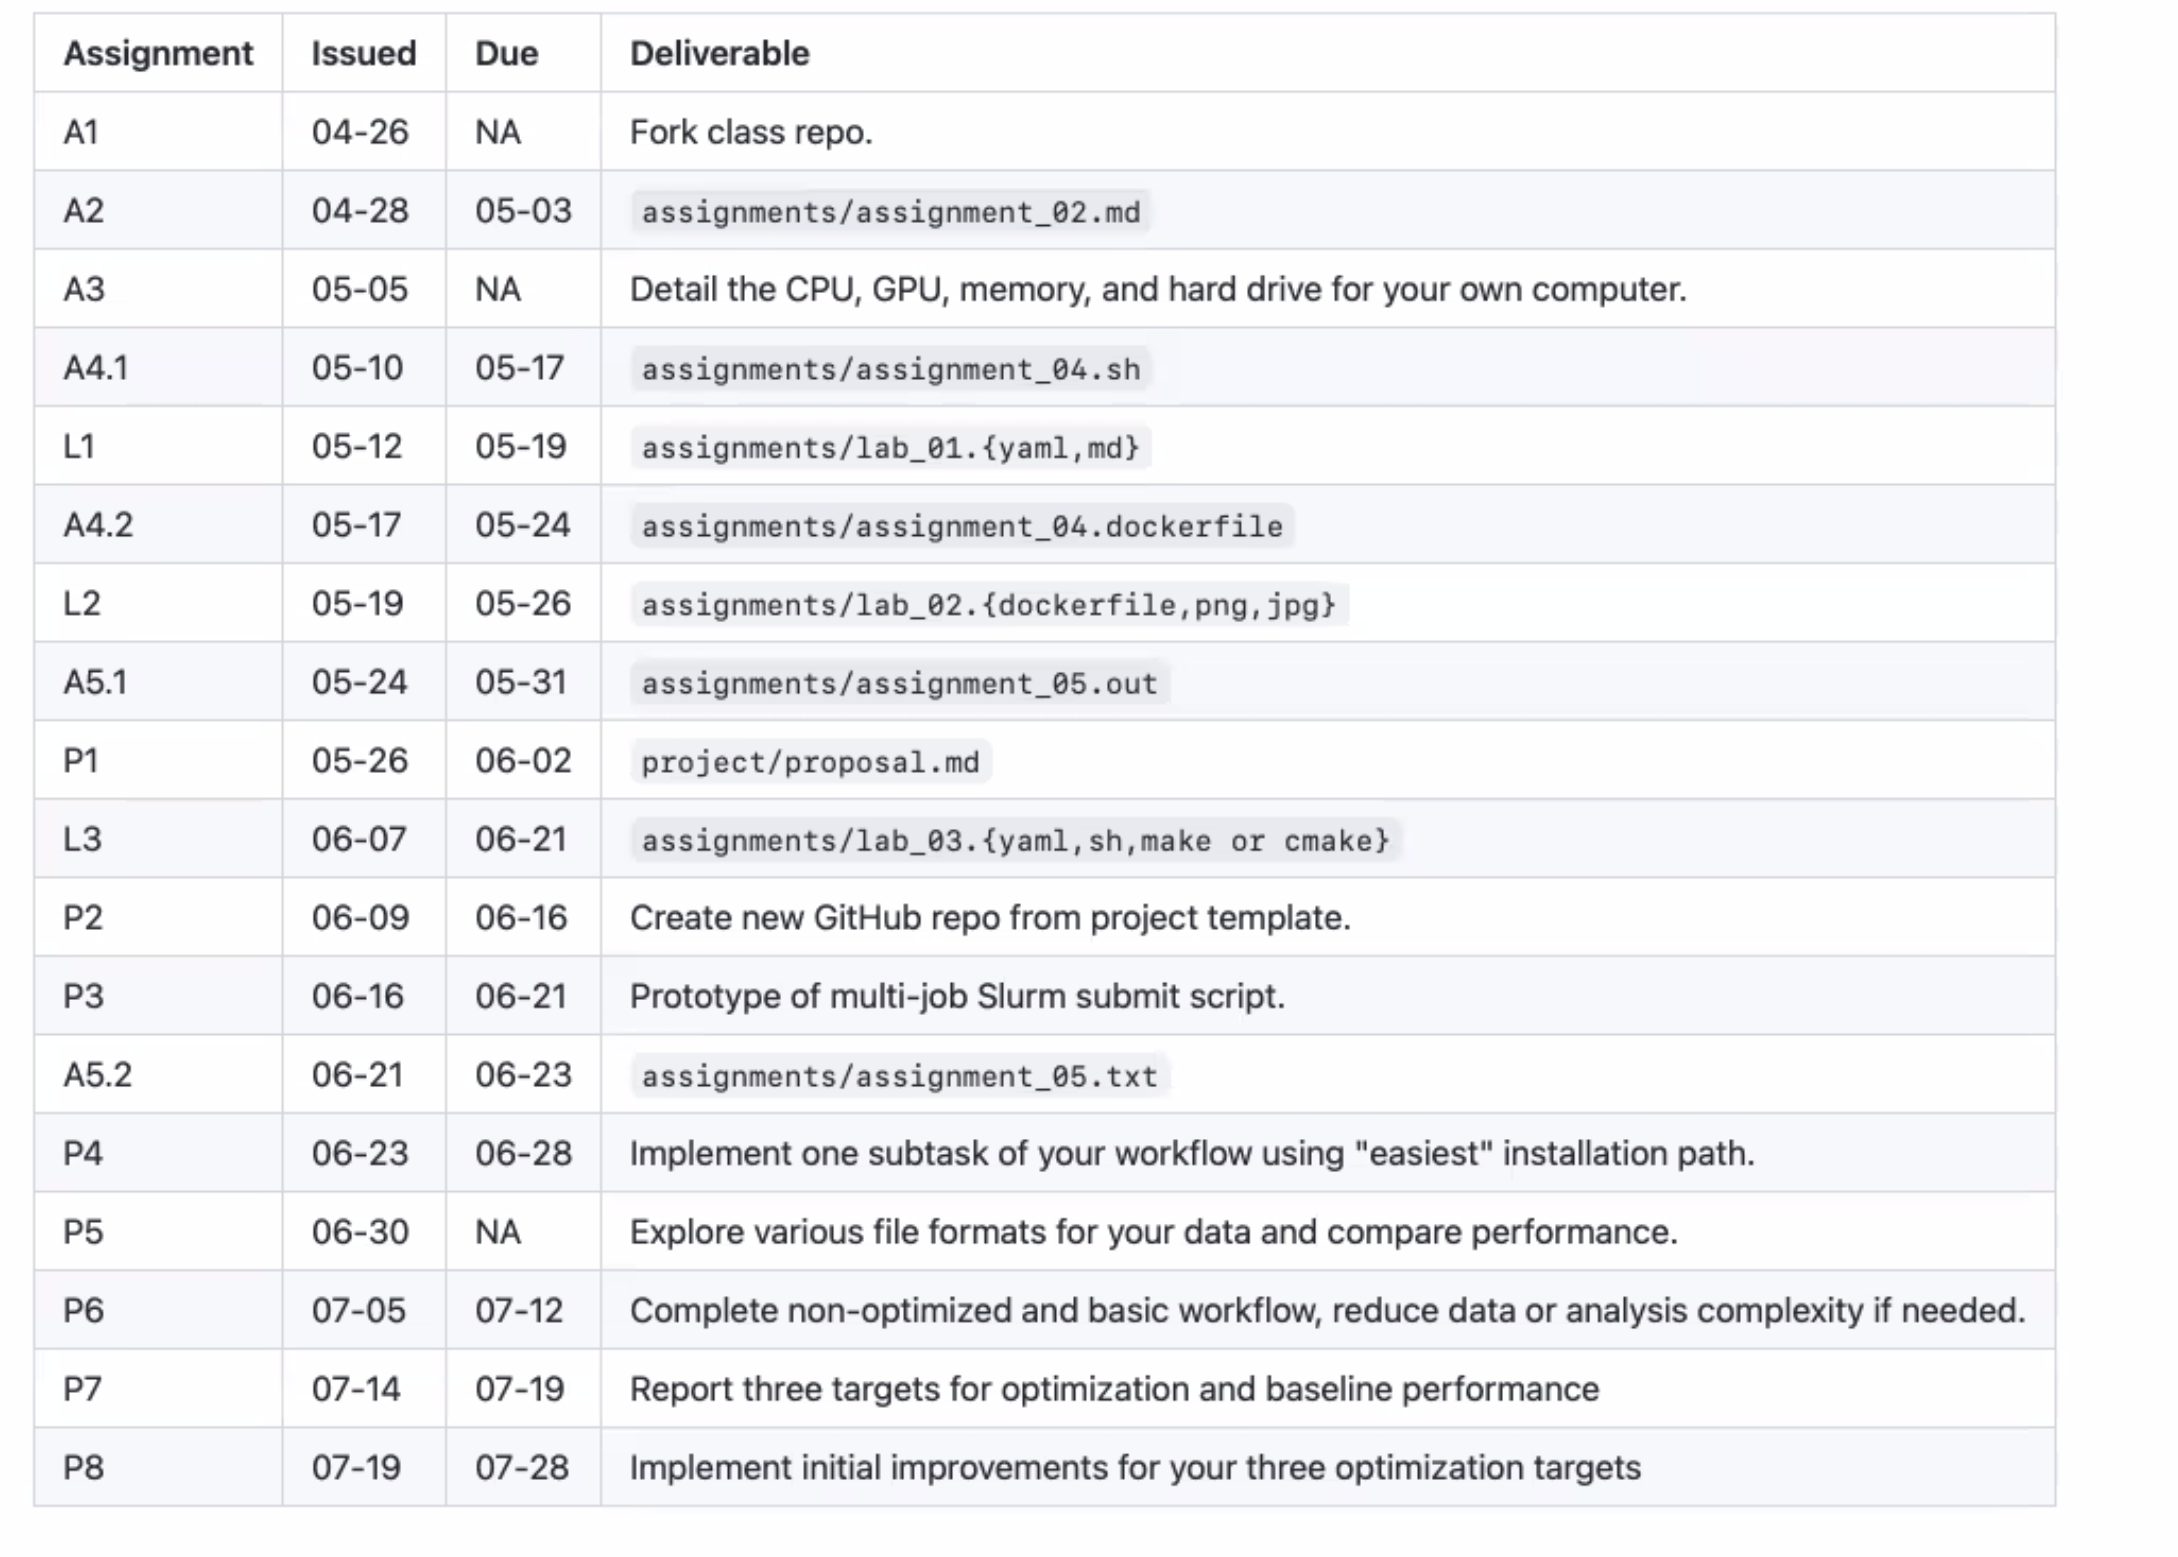 Assignment Issued Due Deliverable
A1 04-26 NA Fork class repo.
A2 04-28 05-03 assignments/assignment_02.md
A3 05-05 NA Detail the CPU, GPU, memory, and hard drive for your own computer.
A4.1 05-10 05-17 assignments/assignment_04.sh
L1 05-12 05-19 assignments/lab_01.{yaml,md}
A4.2 05-17 05-24 assignments/assignment_04.dockerfile
L2 05-19 05-26 assignments/lab_02.{dockerfile,png,jpg}
A5.1 05-24 05-31 assignments/assignment_05.out
P1 05-26 06-02 project/proposal.md
L3 06-07 06-21 assignments/lab_03.{yaml,sh,make or cmake}
P2 06-09 06-16 Create new GitHub repo from project template.
P3 06-16 06-21 Prototype of multi-job Slurm submit script.
A5.2 06-21 06-23 assignments/assignment_05.txt
P4 06-23 06-28 Implement one subtask of your workflow using "easiest" installation path.
P5 06-30 NA Explore various file formats for your data and compare performance.
P6 07-05 07-12 Complete non-optimized and basic workflow, reduce data or analysis complexity if needed.
P7 07-14 07-19 Report three targets for optimization and baseline performance
P8 07-19 07-28 Implement initial improvements for your three optimization targets